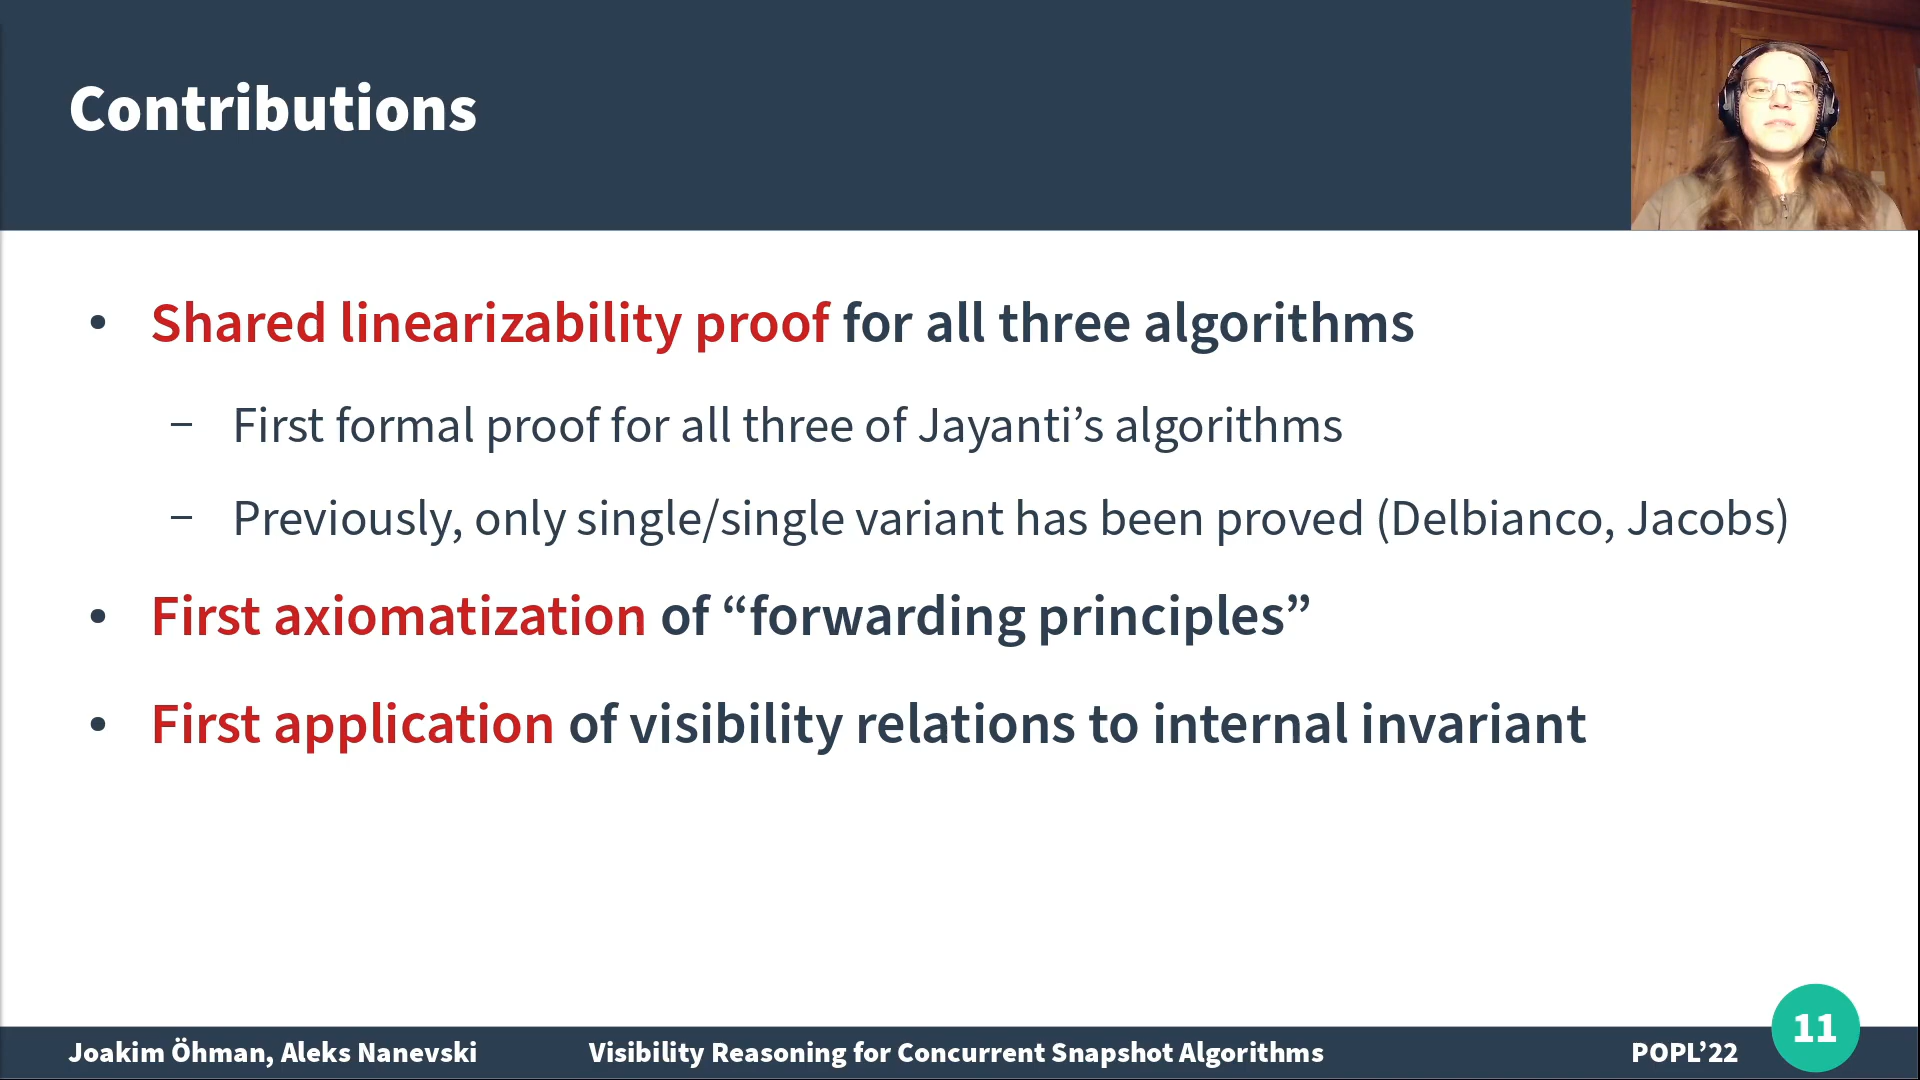 Contributions
• Shared linearizability proof for all three algorithms
– First formal proof for all three of Jayanti’s algorithms
– Previously, only single/single variant has been proved (Delbianco, Jacobs)
• First axiomatization of “forwarding principles”
• First application of visibility relations to internal invariant
Joakim Öhman, Aleks Nanevski Visibility Reasoning for Concurrent Snapshot Algorithms POPL’22 11